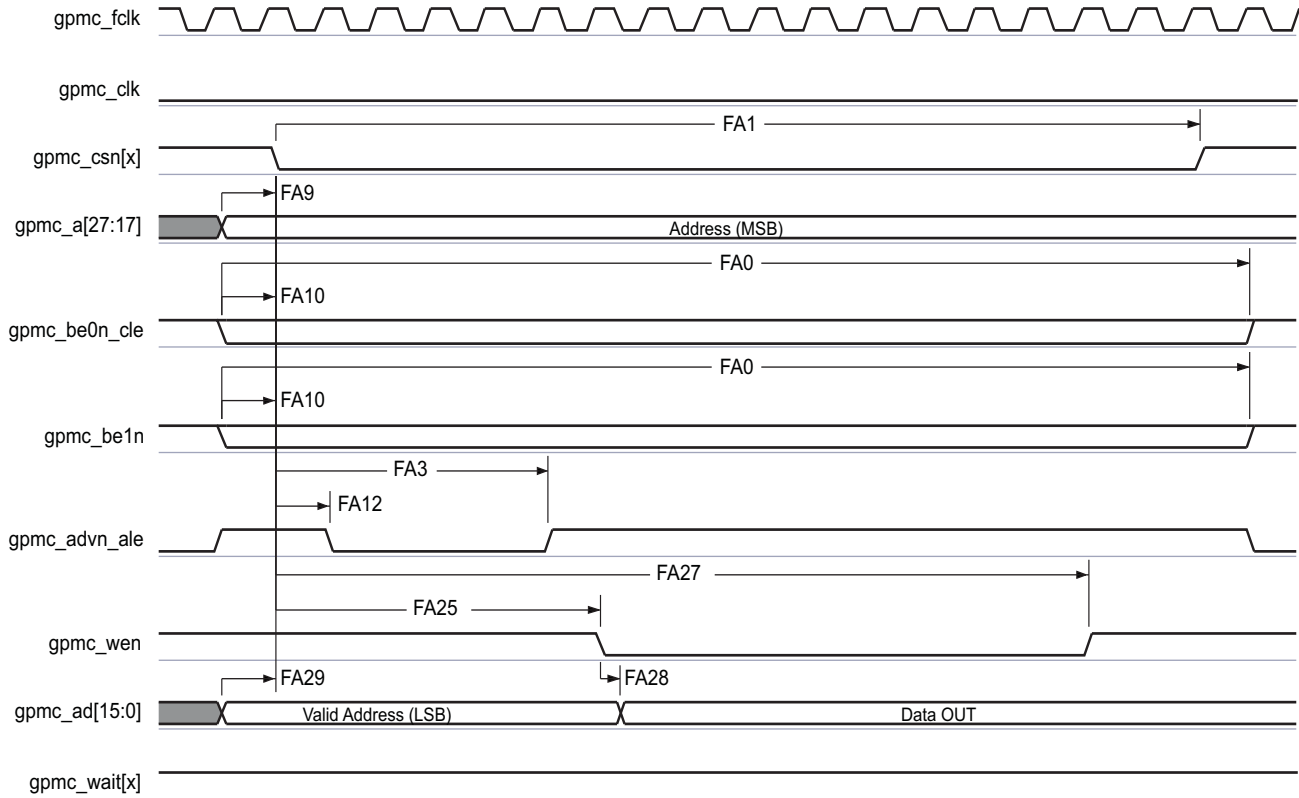 gpmc_fclk
gpmc_clk
FA1
gpmc_csn[x]
FA9
gpmc_a[27:17]
Address (MSB)
FA0
FA10
gpmc_be0n_cle
FA0
FA10
gpmc_be1n
FA3
FA12
gpmc_advn_ale
FA27
FA25
gpmc_wen
FA29
FA28
gpmc_ad[15:0]
Valid Address (LSB)
Data OUT
gpmc_wait[x]